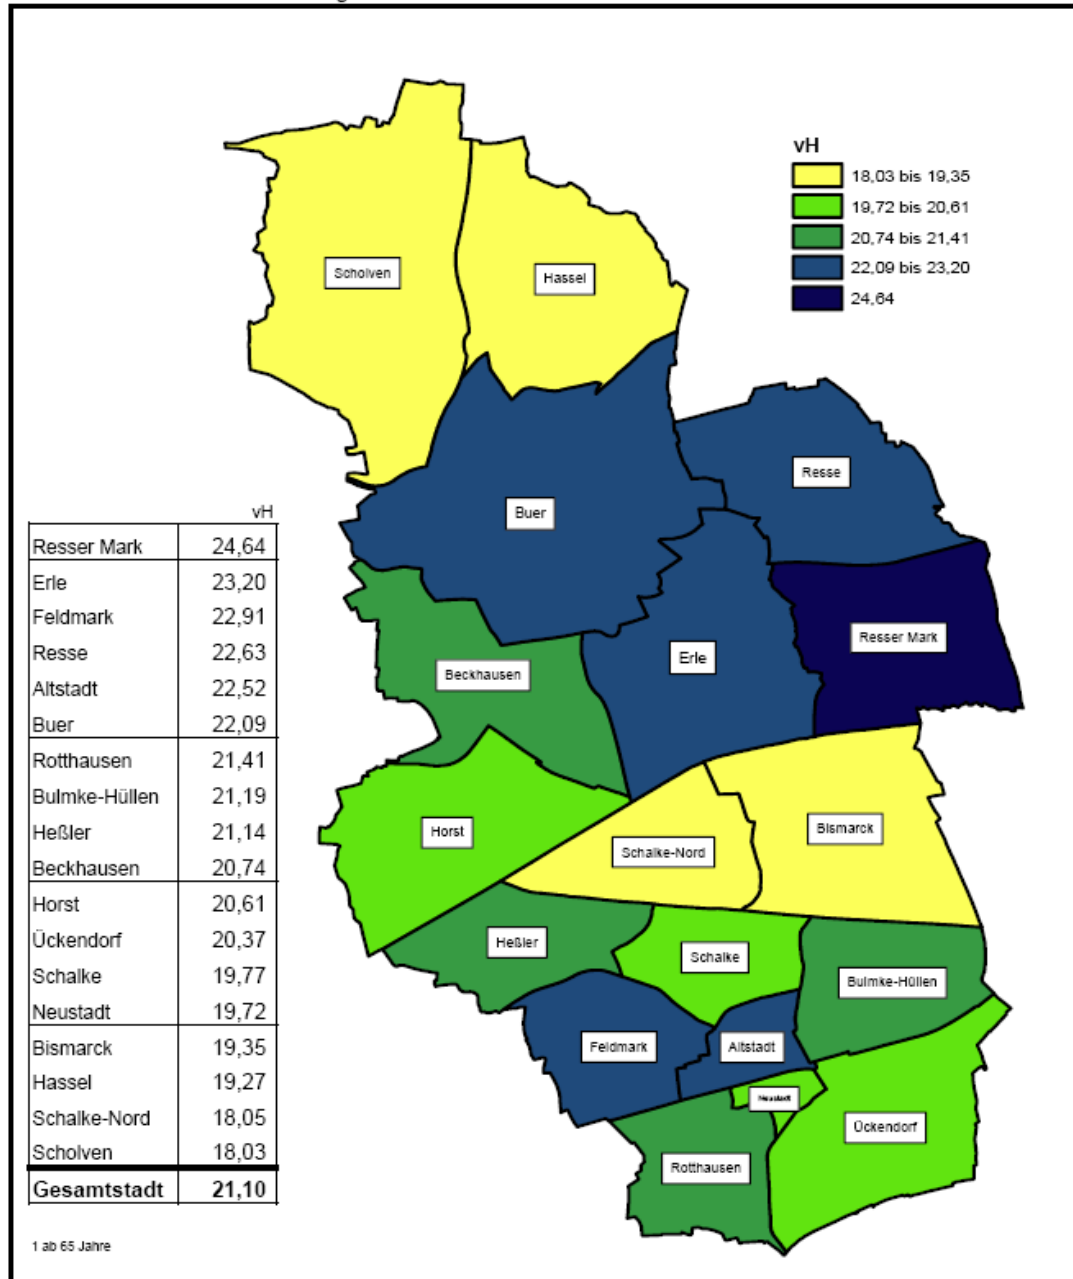 vH
18,03 bis 19,35
19,72 bis 20,61
20,74 bis 21,41
22,09 bis 23,20
24,64
Scholven
Hassel
Resse
Buer
Resser Mark
Erle
Beckhausen
Horst
Bismarck
Schalke-Nord
Heßler
Schalke
Bulmke-Hüllen
Feldmark
Altstadt
Neustadt
Ückendorf
Rotthausen
vH
Resser Mark 24,64
Erle 23,20
Feldmark 22,91
Resse 22,63
Altstadt 22,52
Buer 22,09
Rotthausen 21,41
Bulmke-Hüllen 21,19
Heßler 21,14
Beckhausen 20,74
Horst 20,61
Ückendorf 20,37
Schalke 19,77
Neustadt 19,72
Bismarck 19,35
Hassel 19,27
Schalke-Nord 18,05
Scholven 18,03
Gesamtstadt 21,10
1 ab 65 Jahre